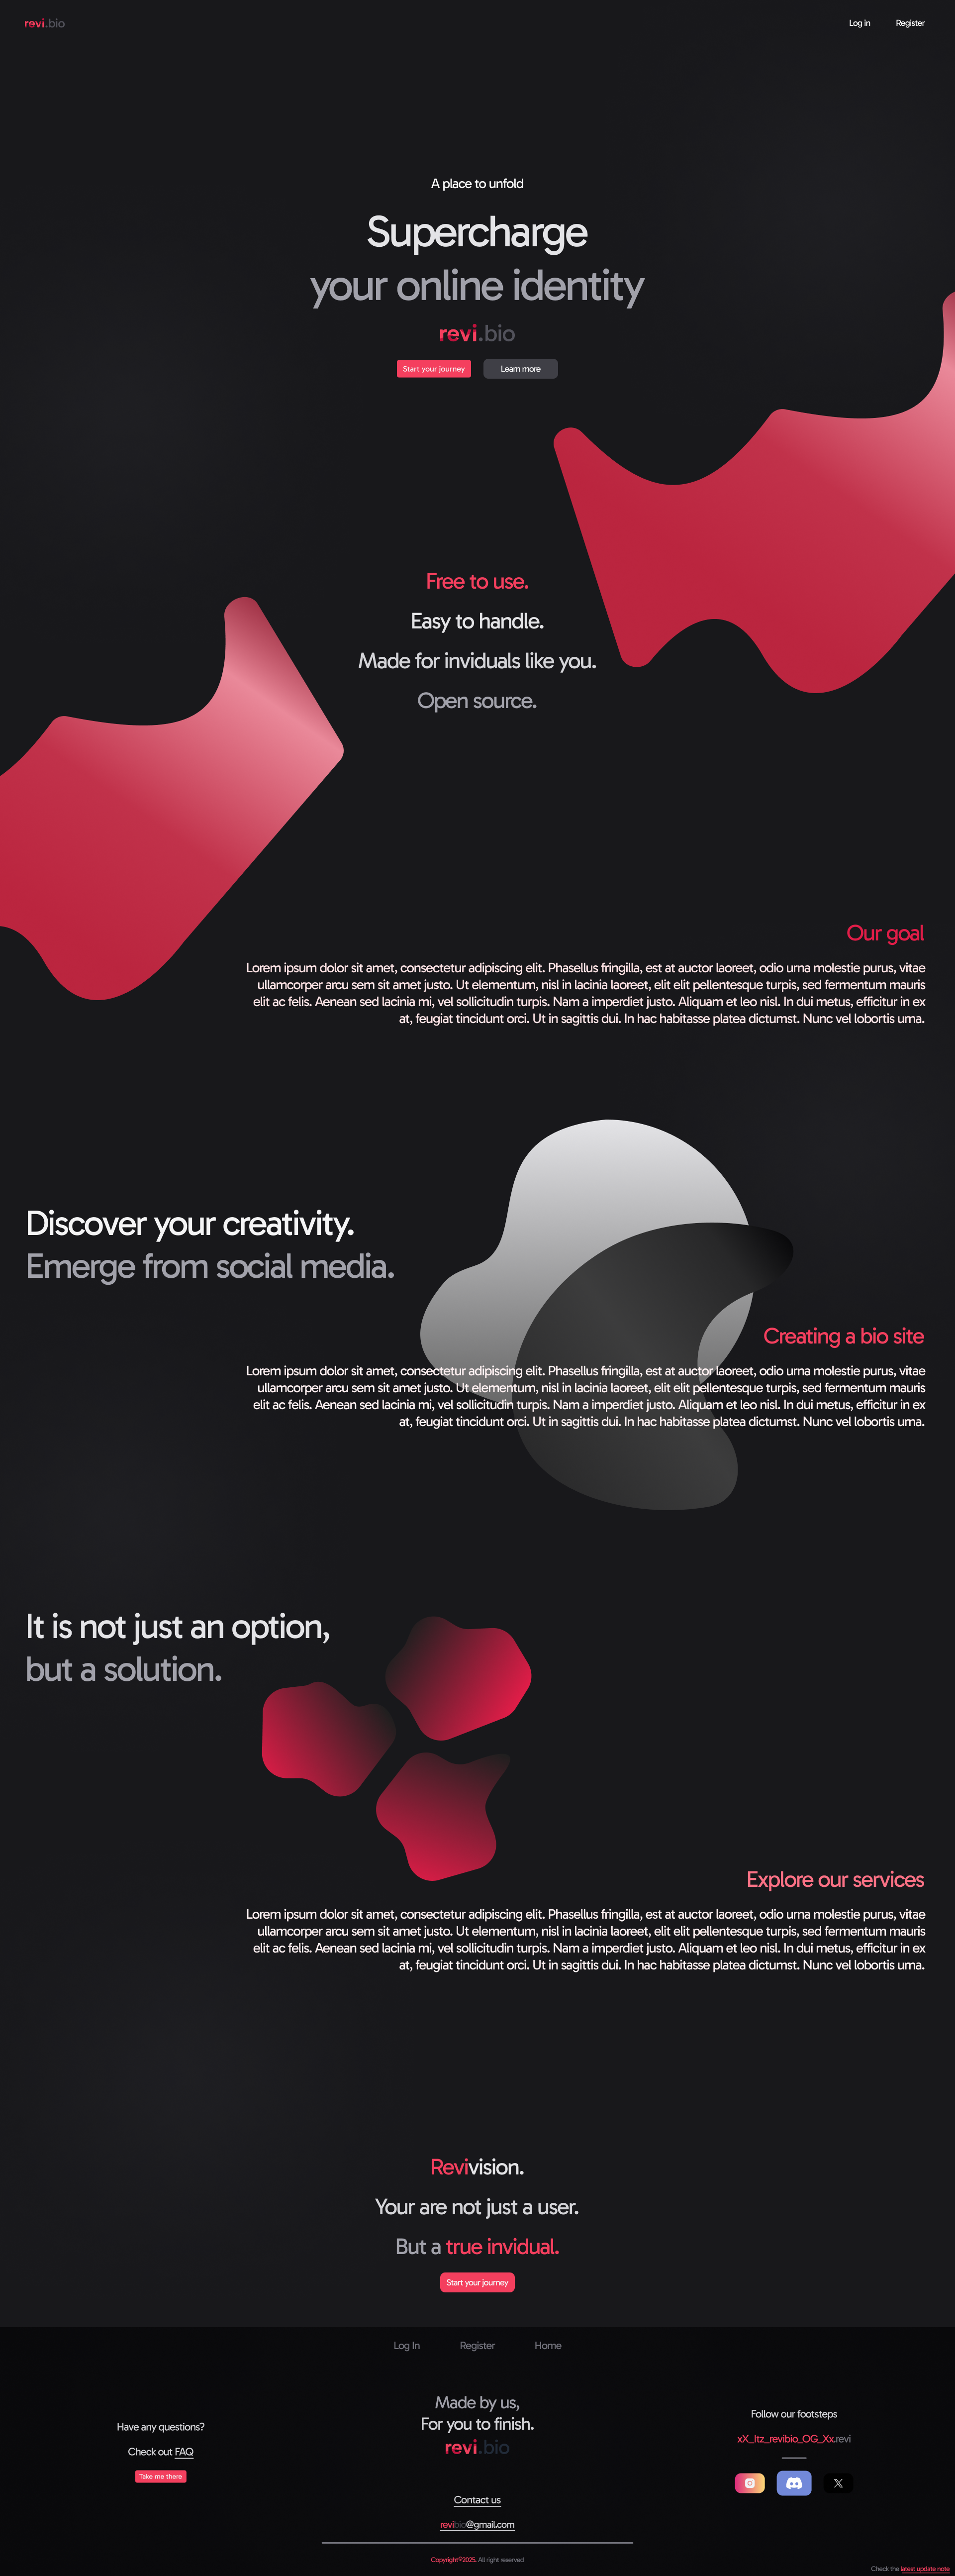 revi.bio
Log in
Register
A place to unfold
Supercharge
your online identity
revi.bio
Start your journey
Learn more
Free to use.
Easy to handle.
Made for inviduals like you.
Open source.
Our goal
Lorem ipsum dolor sit amet, consectetur adipiscing elit. Phasellus fringilla, est at auctor laoreet, odio urna molestie purus, vitae
ullamcorper arcu sem sit amet justo. Ut elementum, nisl in lacinia laoreet, elit elit pellentesque turpis, sed fermentum mauris
elit ac felis. Aenean sed lacinia mi, vel sollicitudin turpis. Nam a imperdiet justo. Aliquam et leo nisl. In dui metus, efficitur in ex
at, feugiat tincidunt orci. Ut in sagittis dui. In hac habitasse platea dictumst. Nunc vel lobortis urna.
Discover your creativity.
Emerge from social media.
Creating a bio site
Lorem ipsum dolor sit amet, consectetur adipiscing elit. Phasellus fringilla, est at auctor laoreet, odio urna molestie purus, vitae
ullamcorper arcu sem sit amet justo. Ut elementum, nisl in lacinia laoreet, elit elit pellentesque turpis, sed fermentum mauris
elit ac felis. Aenean sed lacinia mi, vel sollicitudin turpis. Nam a imperdiet justo. Aliquam et leo nisl. In dui metus, efficitur in ex
at, feugiat tincidunt orci. Ut in sagittis dui. In hac habitasse platea dictumst. Nunc vel lobortis urna.
It is not just an option,
but a solution.
Explore our services
Lorem ipsum dolor sit amet, consectetur adipiscing elit. Phasellus fringilla, est at auctor laoreet, odio urna molestie purus, vitae
ullamcorper arcu sem sit amet justo. Ut elementum, nisl in lacinia laoreet, elit elit pellentesque turpis, sed fermentum mauris
elit ac felis. Aenean sed lacinia mi, vel sollicitudin turpis. Nam a imperdiet justo. Aliquam et leo nisl. In dui metus, efficitur in ex
at, feugiat tincidunt orci. Ut in sagittis dui. In hac habitasse platea dictumst. Nunc vel lobortis urna.
Revivision.
Your are not just a user.
But a true invidual.
Start your journey
Log In
Register
Home
Have any questions?
Check out FAQ
Take me there
Made by us,
For you to finish.
revi.bio
Contact us
revibio@gmail.com
Follow our footsteps
xX_Itz_revibio_OG_Xx.revi
Copyright©2025. All right reserved
Check the latest update note